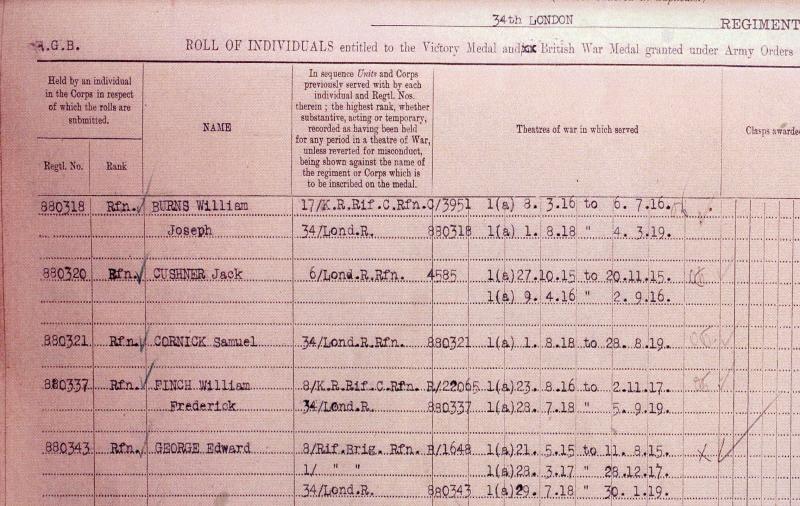 34th LONDON REGIMENT
R.G.B. ROLL OF INDIVIDUALS entitled to the Victory Medal and British War Medal granted under Army Orders
Held by an individual
in the Corps in respect
of which the rolls are
submitted.
Regtl. No. Rank
NAME
In sequence Units and Corps
previously served with by each
individual and Regtl. Nos.
therein ; the highest rank, whether
substantive, acting or temporary,
recorded as having been held
for any period in a theatre of War,
unless reverted for misconduct,
being shown against the name of
the regiment or Corps which is
to be inscribed on the medal.
Theatres of war in which served
Clasps awarde
880318 Rfn. BURNS William 17/K.R.Rif.C.Rfn. C/3951 1(a) 8. 3.16 to 6. 7.16.
Joseph 34/Lond.R. 880318 1(a) 1. 8.18 " 4. 3.19.
880320 Rfn. CUSHNER Jack 6/Lond.R.Rfn. 4585 1(a)27.10.15 to 20.11.15.
1(a) 9. 4.16 " 2. 9.16.
880321 Rfn. CORNICK Samuel 34/Lond.R.Rfn. 880321 1(a) 1. 8.18 to 28. 8.19.
880337 Rfn. FINCH William 8/K.R.Rif.C.Rfn. R/22065 1(a)23. 8.16 to 2.11.17.
Frederick 34/Lond.R. 880337 1(a)28. 7.18 " 5. 9.19.
880343 Rfn. GEORGE Edward 8/Rif.Brig. Rfn. B/1648 1(a)21. 5.15 to 11. 8.15.
1/ " " 1(a)28. 3.17 " 28.12.17.
34/Lond.R. 880343 1(a)29. 7.18 " 30. 1.19.